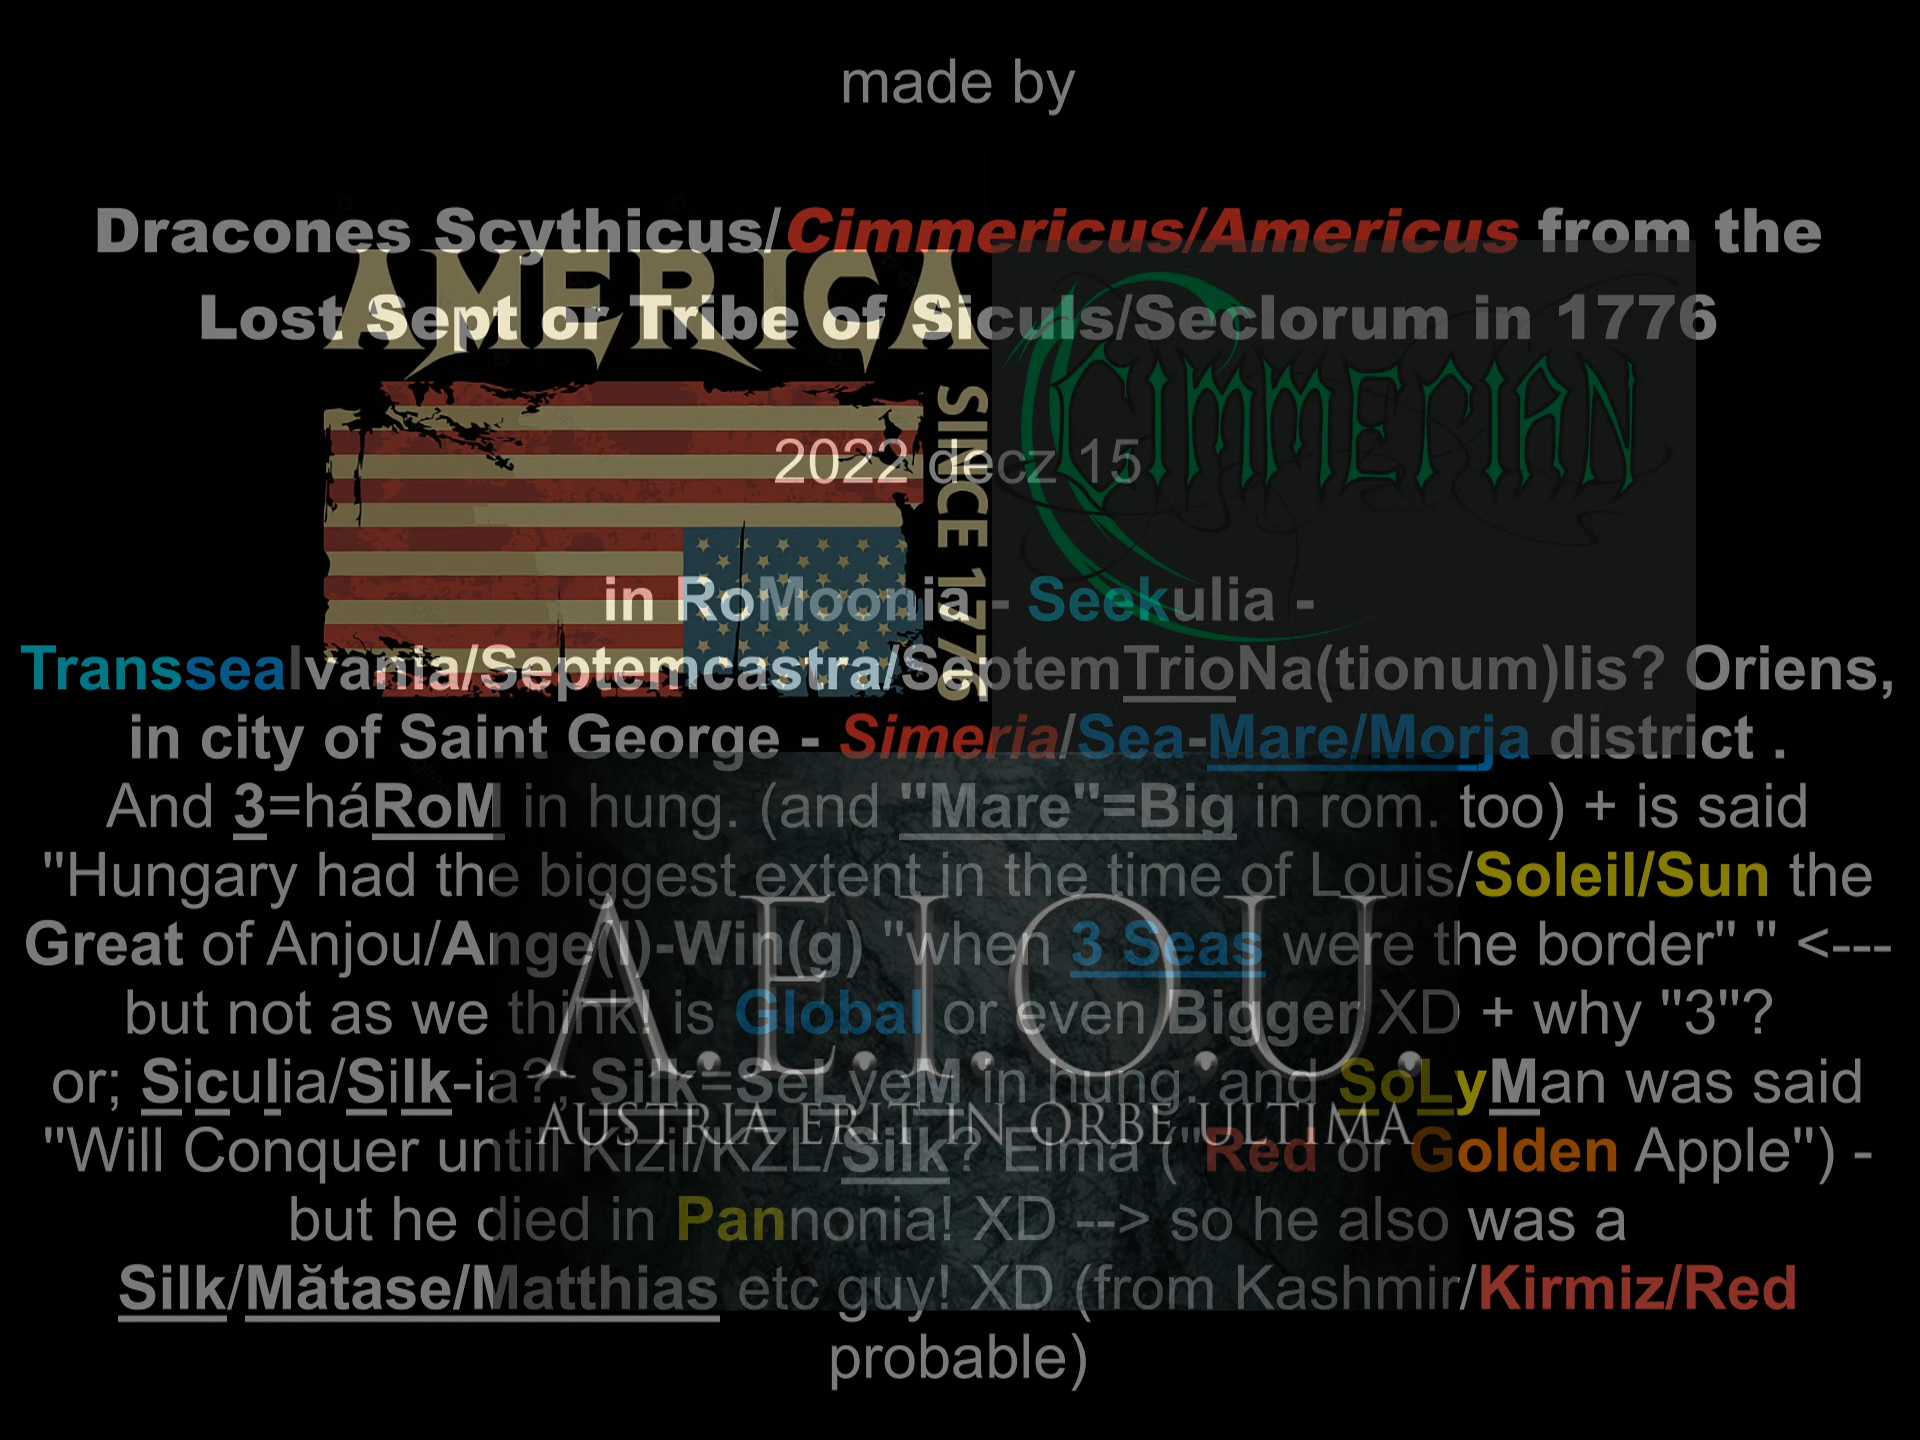 made by
Dracones Scythicus/Cimmericus/Americus from the
Lost Sept or Tribe of Siculs/Seclorum in 1776
AMERICA
SINCE 1776
CIMMERIAN
2022 decz 15
in RoMoonia - Seekulia -
Transsealvania/Septemcastra/SeptemTrioNa(tionum)lis? Oriens,
in city of Saint George - Simeria/Sea-Mare/Morja district .
And 3=háRoM in hung. (and "Mare"=Big in rom. too) + is said
"Hungary had the biggest extent in the time of Louis/Soleil/Sun the
Great of Anjou/Ange(l)-Win(g) "when 3 Seas were the border" " <---
but not as we think! is Global or even Bigger XD + why "3"?
or; Siculia/Silk-ia?; Silk=SeLyeM in hung. and SoLyMan was said
"Will Conquer untill Kizil/KZL/Silk? Elma ("Red or Golden Apple") -
but he died in Pannonia! XD --> so he also was a
Silk/Mătase/Matthias etc guy! XD (from Kashmir/Kirmiz/Red
probable)
A.E.I.O.U.
AUSTRIA ERIT IN ORBE ULTIMA